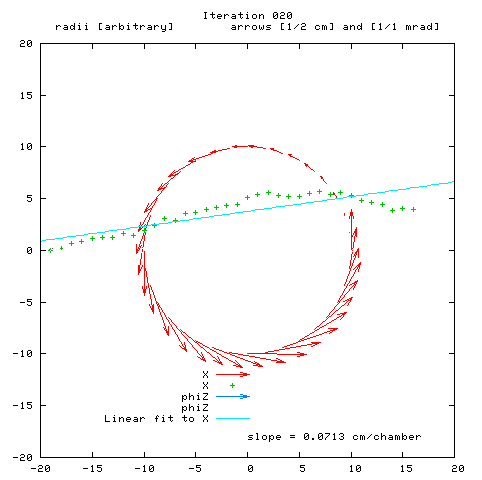 Iteration 020
radii [arbitrary] arrows [1/2 cm] and [1/1 mrad]
20
15
10
5
0
-5
-10
-15
-20
X
X
phiZ
phiZ
Linear fit to X
slope = 0.0713 cm/chamber
-20 -15 -10 -5 0 5 10 15 20